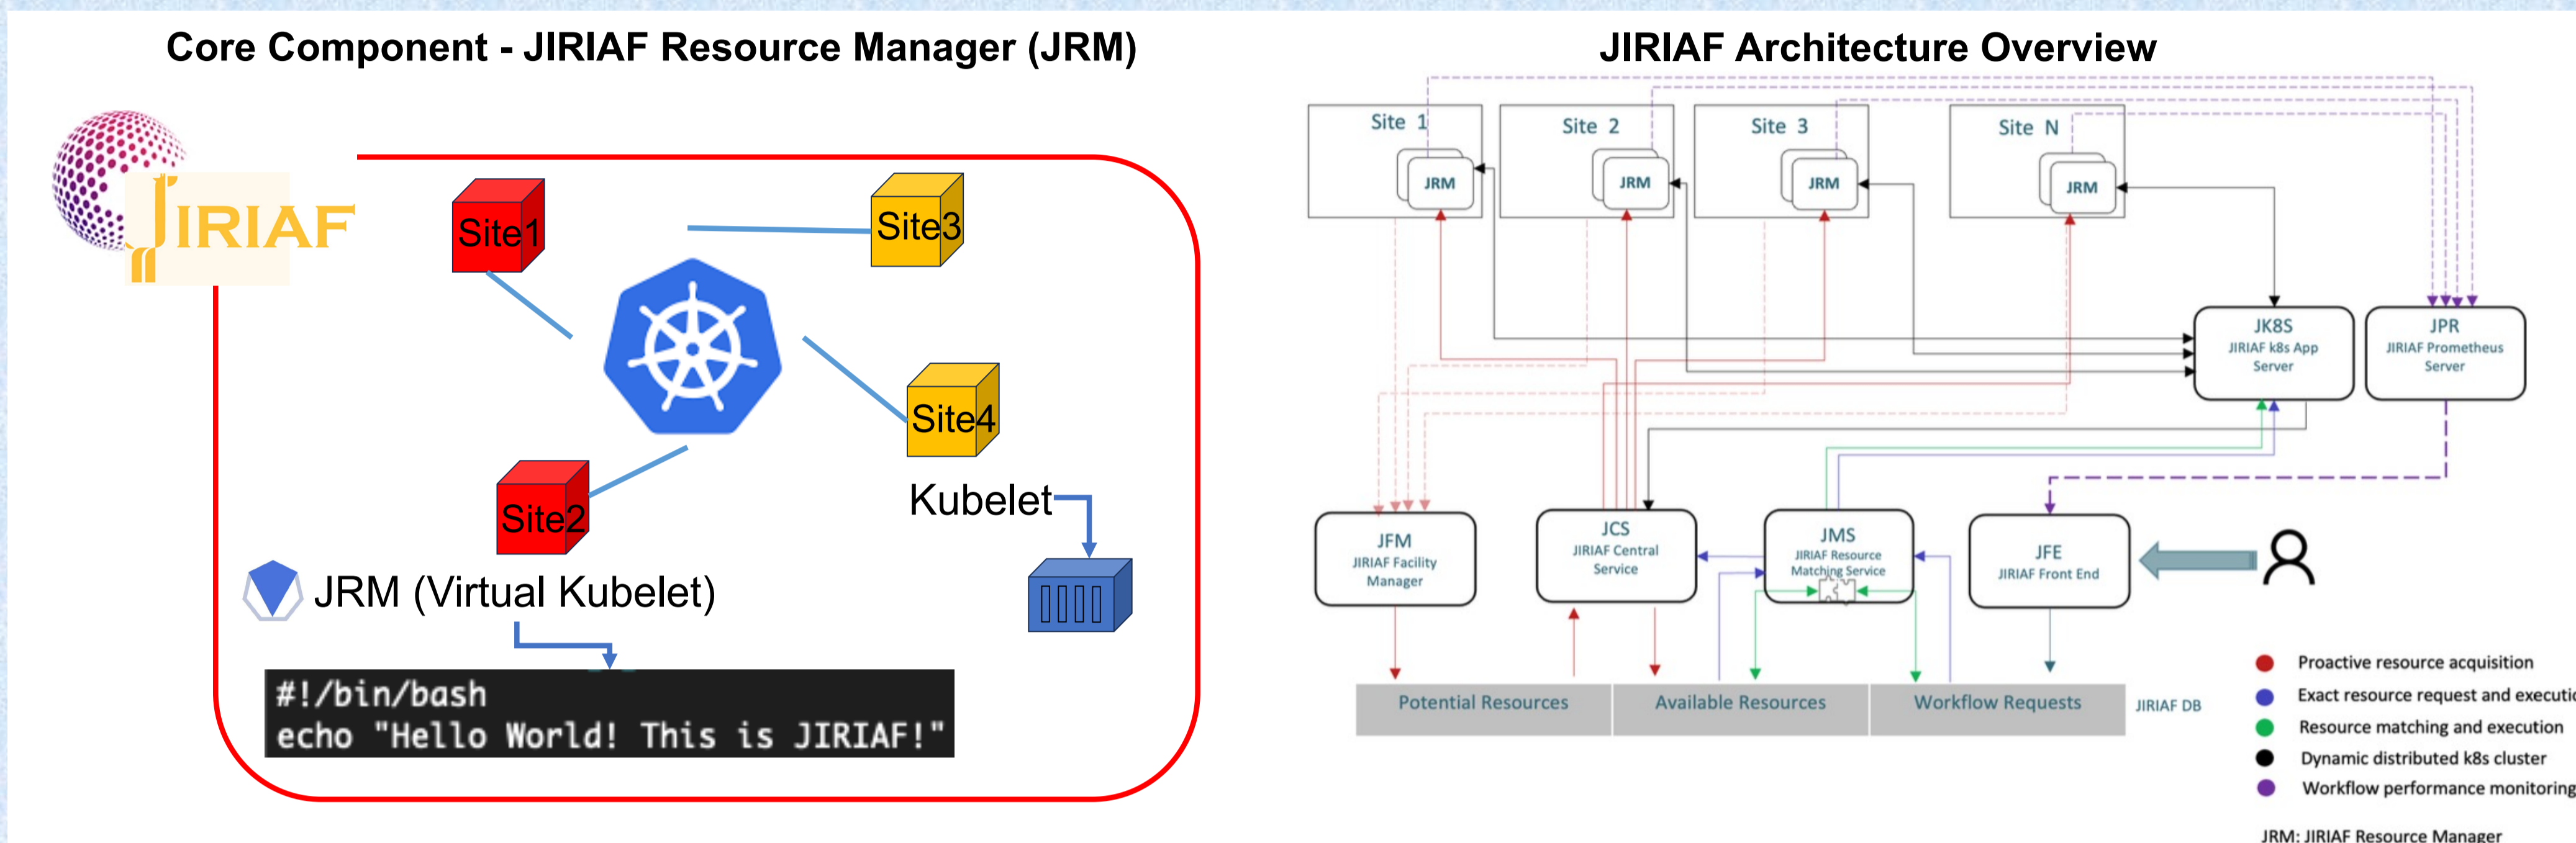 Core Component - JIRIAF Resource Manager (JRM)
JIRIAF
Site1
Site3
Site4
Site2
Kubelet
JRM (Virtual Kubelet)
#!/bin/bash
echo "Hello World! This is JIRIAF!"
JIRIAF Architecture Overview
Site 1
Site 2
Site 3
Site N
JRM
JRM
JRM
JRM
JK8S
JIRIAF k8s App
Server
JPR
JIRIAF Prometheus
Server
JFM
JIRIAF Facility
Manager
JCS
JIRIAF Central
Service
JMS
JIRIAF Resource
Matching Service
JFE
JIRIAF Front End
Potential Resources
Available Resources
Workflow Requests
JIRIAF DB
Proactive resource acquisition
Exact resource request and executio
Resource matching and execution
Dynamic distributed k8s cluster
Workflow performance monitoring
JRM: JIRIAF Resource Manager